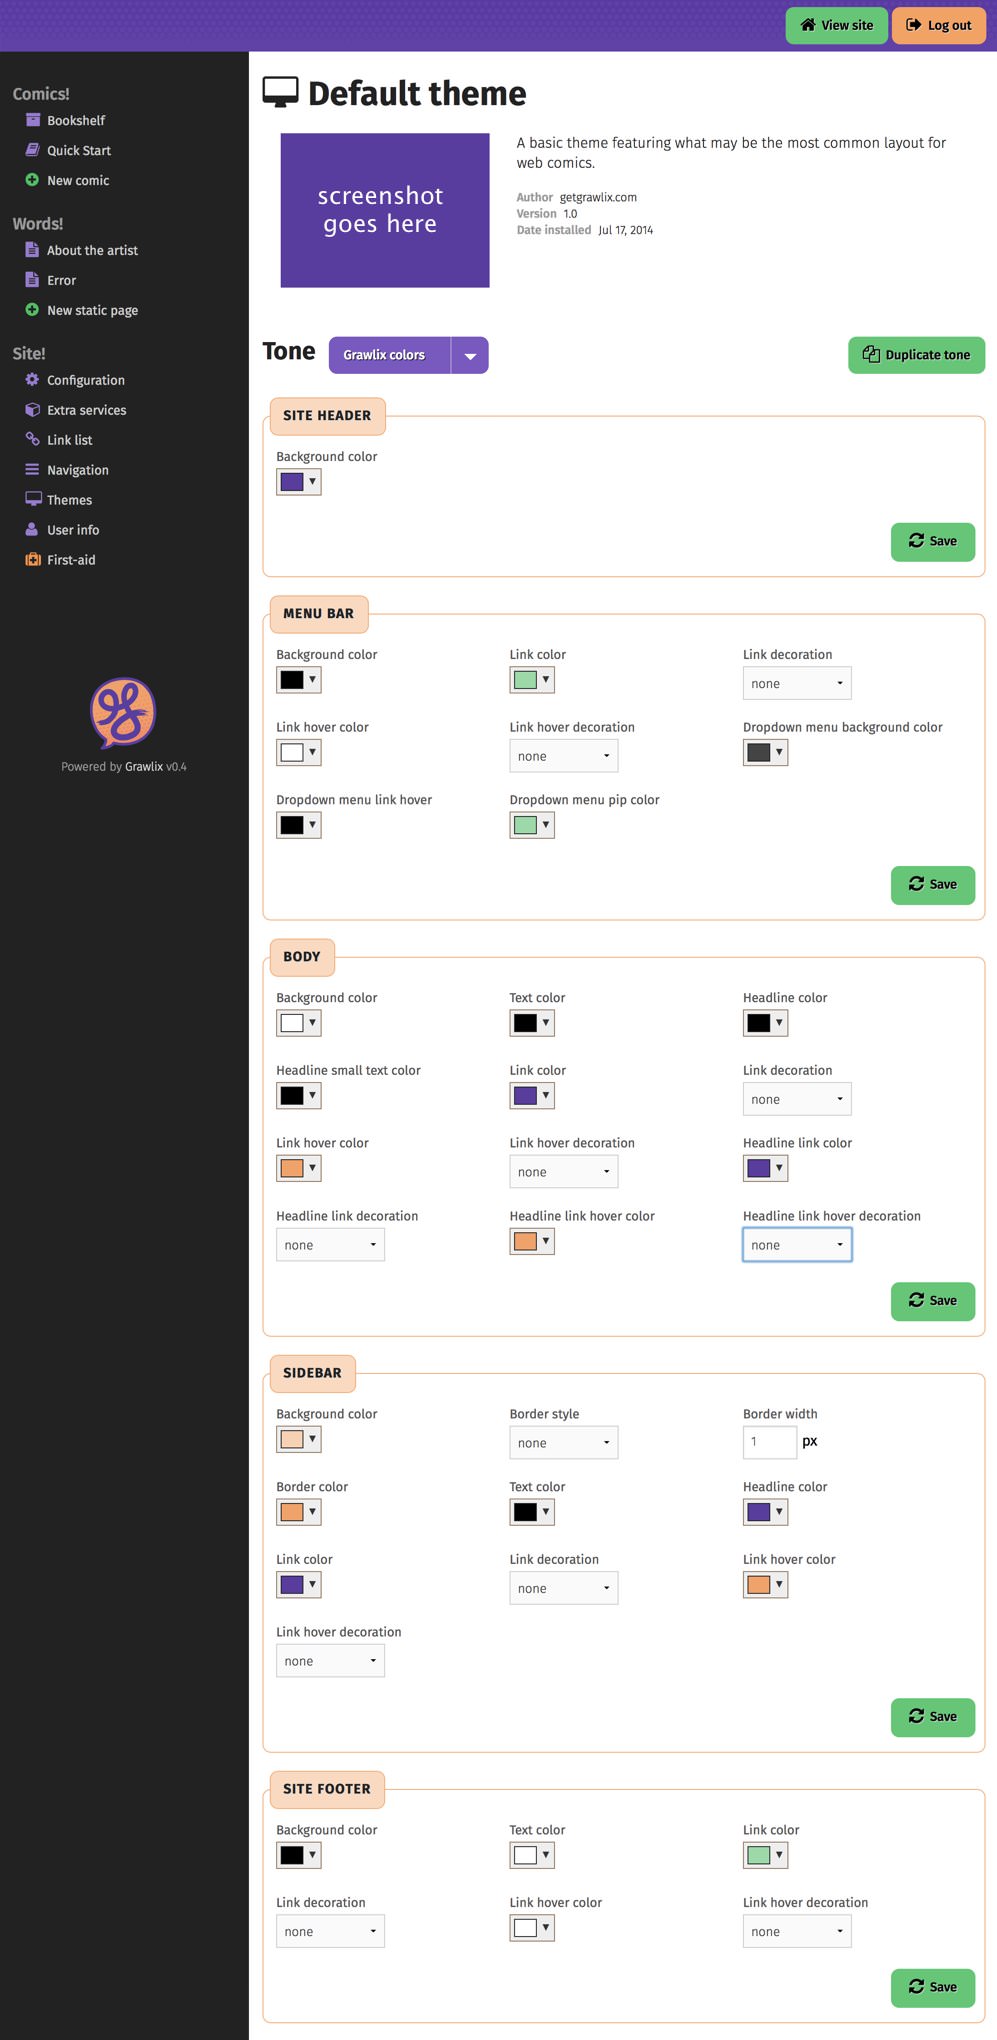 View site
Log out
Comics!
Bookshelf
Quick Start
New comic
Words!
About the artist
Error
New static page
Site!
Configuration
Extra services
Link list
Navigation
Themes
User info
First-aid
Powered by Grawlix v0.4
Default theme
screenshot
goes here
A basic theme featuring what may be the most common layout for
web comics.
Author getgrawlix.com
Version 1.0
Date installed Jul 17, 2014
Tone
Grawlix colors
Duplicate tone
SITE HEADER
Background color
Save
MENU BAR
Background color
Link color
Link decoration
none
Link hover color
Link hover decoration
Dropdown menu background color
none
Dropdown menu link hover
Dropdown menu pip color
Save
BODY
Background color
Text color
Headline color
Headline small text color
Link color
Link decoration
none
Link hover color
Link hover decoration
Headline link color
none
Headline link decoration
Headline link hover color
Headline link hover decoration
none
none
Save
SIDEBAR
Background color
Border style
Border width
none
1 px
Border color
Text color
Headline color
Link color
Link decoration
Link hover color
none
Link hover decoration
none
Save
SITE FOOTER
Background color
Text color
Link color
Link decoration
Link hover color
Link hover decoration
none
none
Save